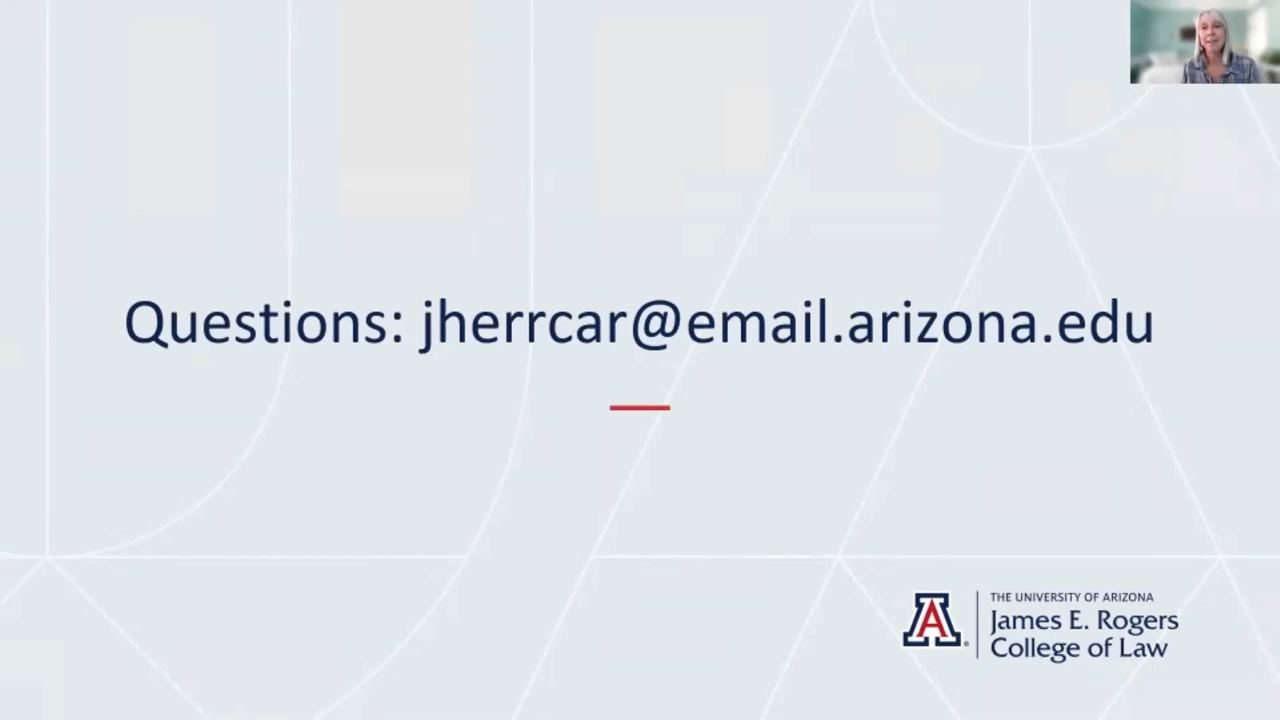 Questions: jherrcar@email.arizona.edu
THE UNIVERSITY OF ARIZONA
James E. Rogers
College of Law